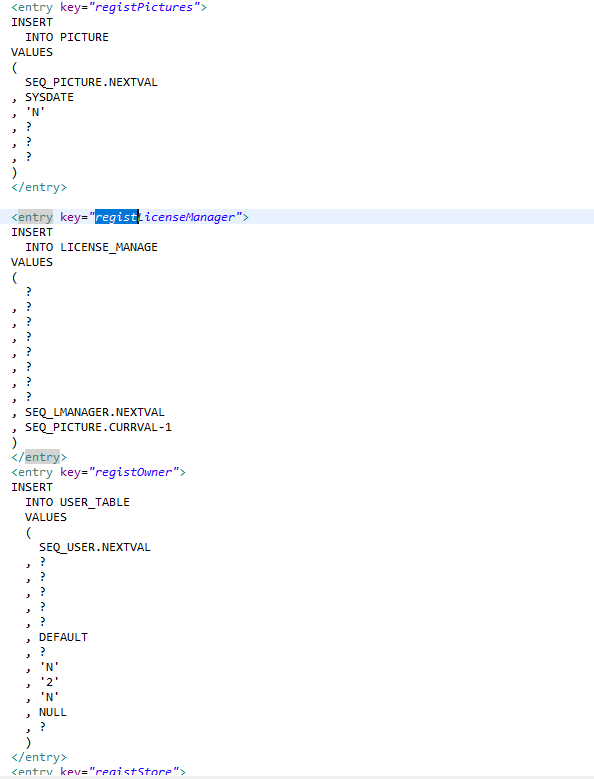 <entry key="registPictures">
INSERT
INTO PICTURE
VALUES
(
SEQ_PICTURE.NEXTVAL
, SYSDATE
, 'N'
, ?
, ?
, ?
)
</entry>
<entry key="registLicenseManager">
INSERT
INTO LICENSE_MANAGE
VALUES
(
?
, ?
, ?
, ?
, ?
, ?
, ?
, ?
, SEQ_LMANAGER.NEXTVAL
, SEQ_PICTURE.CURRVAL-1
)
</entry>
<entry key="registOwner">
INSERT
INTO USER_TABLE
VALUES
(
SEQ_USER.NEXTVAL
, ?
, ?
, ?
, ?
, ?
, DEFAULT
, ?
, 'N'
, '2'
, 'N'
, NULL
, ?
)
</entry>
<entry key="registStore">